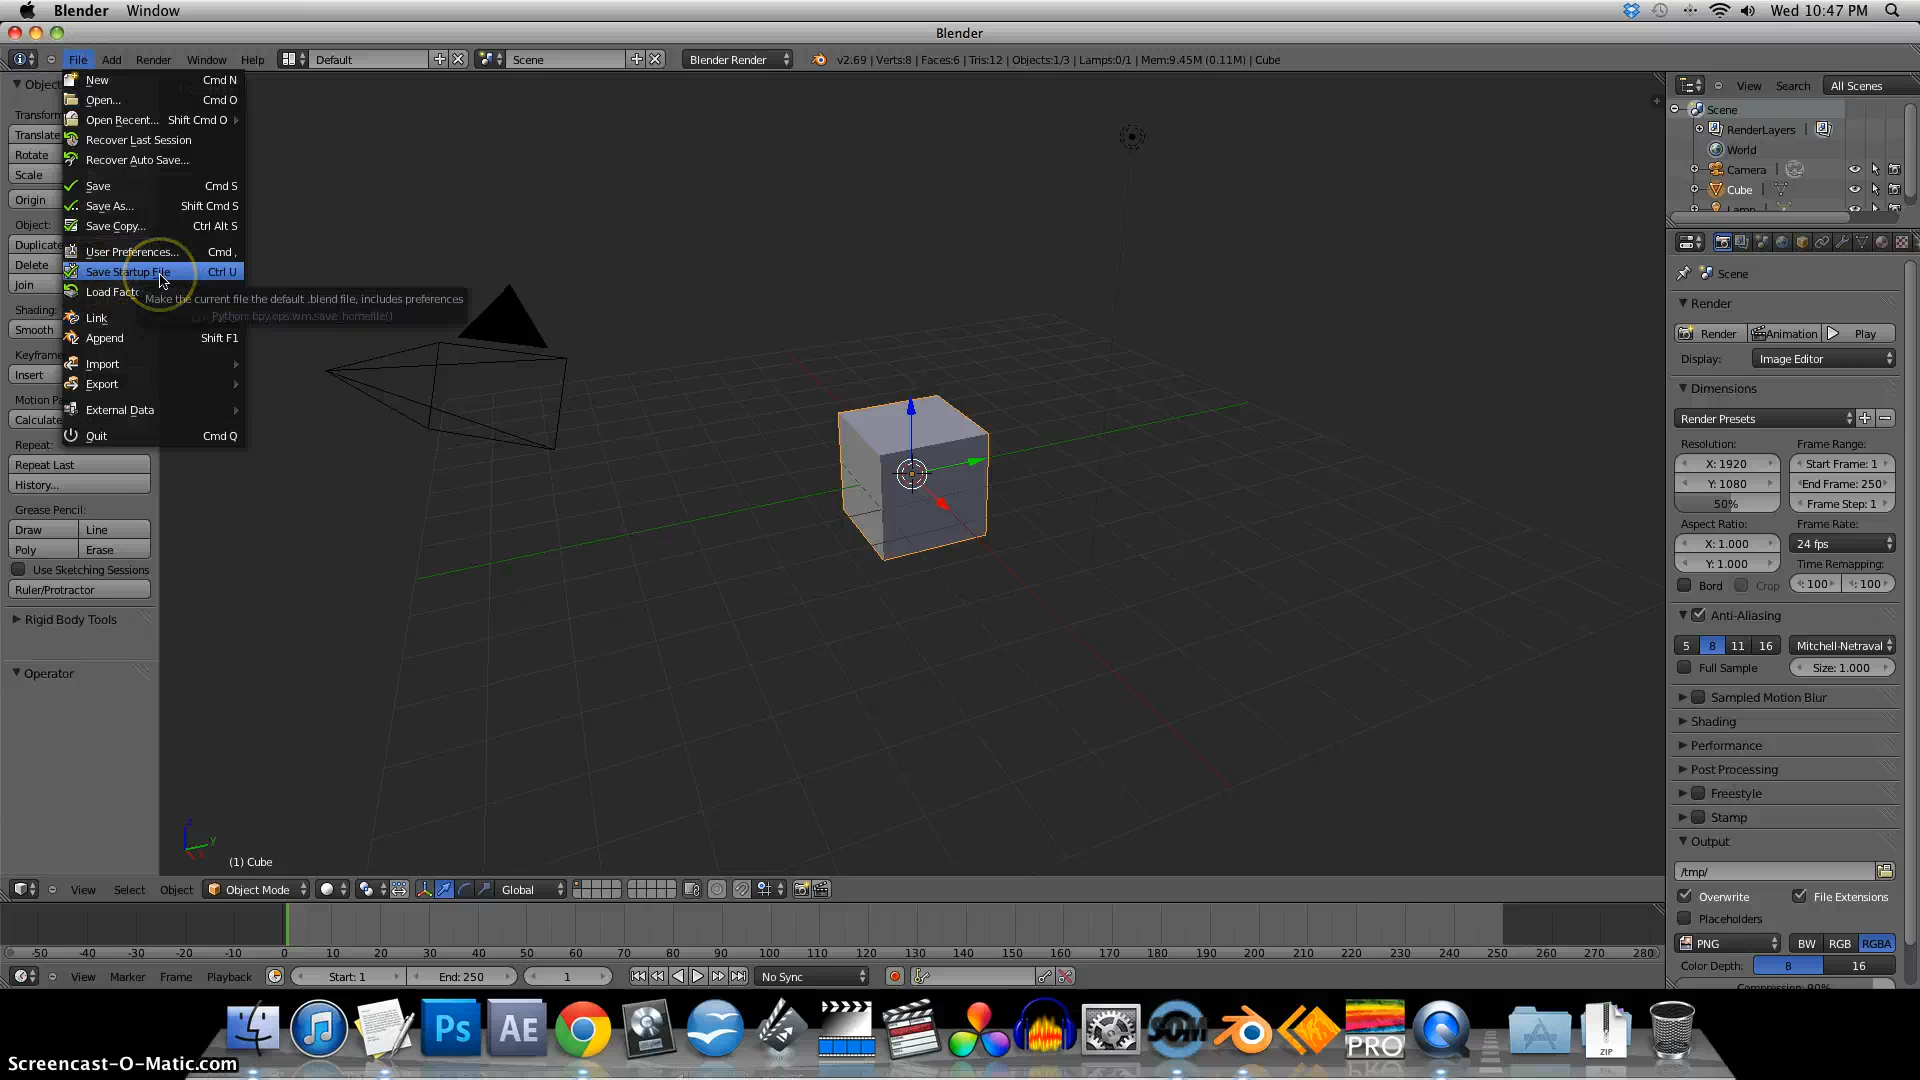 Blender Window
Wed 10:47 PM
Blender
File Add Render Window Help
Default
Scene
Blender Render
v2.69 | Verts:8 | Faces:6 | Tris:12 | Objects:1/3 | Lamps:0/1 | Mem:9.45M (0.11M) | Cube
New Cmd N
Open... Cmd O
Open Recent... Shift Cmd O
Recover Last Session
Recover Auto Save...
Save Cmd S
Save As... Shift Cmd S
Save Copy... Ctrl Alt S
User Preferences... Cmd ,
Save Startup File Ctrl U
Load Facto
Make the current file the default .blend file, includes preferences
Python: bpy.ops.wm.save_homefile()
Link
Append Shift F1
Import
Export
External Data
Quit Cmd Q
Object
Transform
Translate
Rotate
Scale
Origin
Object:
Duplicate
Delete
Join
Shading:
Smooth
Keyframe
Insert
Motion Pa
Calculate
Repeat:
Repeat Last
History...
Grease Pencil:
Draw Line
Poly Erase
Use Sketching Sessions
Ruler/Protractor
Rigid Body Tools
Operator
z
y
(1) Cube
View Search All Scenes
Scene
RenderLayers
World
Camera
Cube
Lamp
Scene
Render
Render Animation Play
Display: Image Editor
Dimensions
Render Presets
Resolution: Frame Range:
X: 1920 Start Frame: 1
Y: 1080 End Frame: 250
50% Frame Step: 1
Aspect Ratio: Frame Rate:
X: 1.000 24 fps
Y: 1.000 Time Remapping:
Bord Crop : 100 : 100
Anti-Aliasing
5 8 11 16 Mitchell-Netraval
Full Sample Size: 1.000
Sampled Motion Blur
Shading
Performance
Post Processing
Freestyle
Stamp
Output
/tmp/
Overwrite File Extensions
Placeholders
PNG BW RGB RGBA
Color Depth: 8 16
Compression: 90%
View Select Object Object Mode Global
-50 -40 -30 -20 -10 0 10 20 30 40 50 60 70 80 90 100 110 120 130 140 150 160 170 180 190 200 210 220 230 240 250 260 270 280
View Marker Frame Playback Start: 1 End: 250 1 No Sync
Ps AE SOM PRO ZIP
Screencast-O-Matic.com